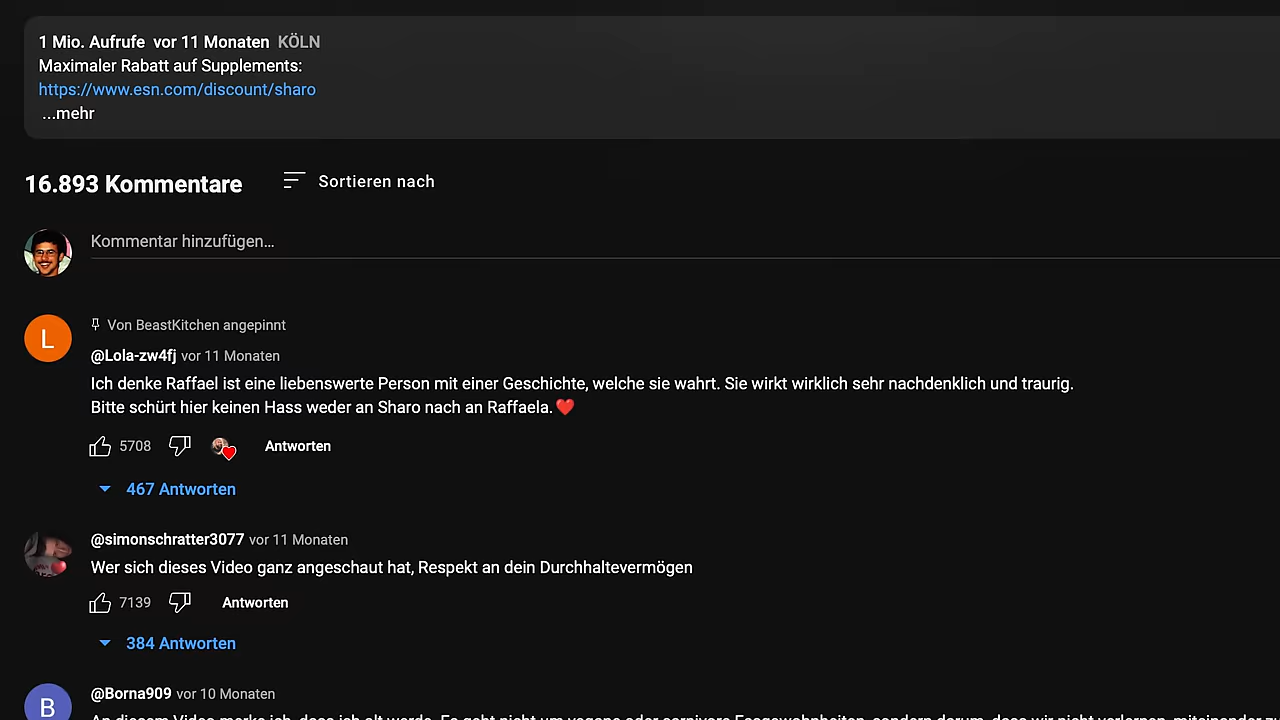 1 Mio. Aufrufe vor 11 Monaten KÖLN
Maximaler Rabatt auf Supplements:
https://www.esn.com/discount/sharo
...mehr
16.893 Kommentare
Sortieren nach
Kommentar hinzufügen...
Von BeastKitchen angepinnt
L
@Lola-zw4fj vor 11 Monaten
Ich denke Raffael ist eine liebenswerte Person mit einer Geschichte, welche sie wahrt. Sie wirkt wirklich sehr nachdenklich und traurig.
Bitte schürt hier keinen Hass weder an Sharo nach an Raffaela.❤️
5708 Antworten
467 Antworten
@simonschratter3077 vor 11 Monaten
Wer sich dieses Video ganz angeschaut hat, Respekt an dein Durchhaltevermögen
7139 Antworten
384 Antworten
@Borna909 vor 10 Monaten
B
An diesem Video merke ich, dass ich alt werde. Es geht nicht um vegane oder carnivore Essgewohnheiten, sondern darum, dass wir nicht verlernen, miteinander